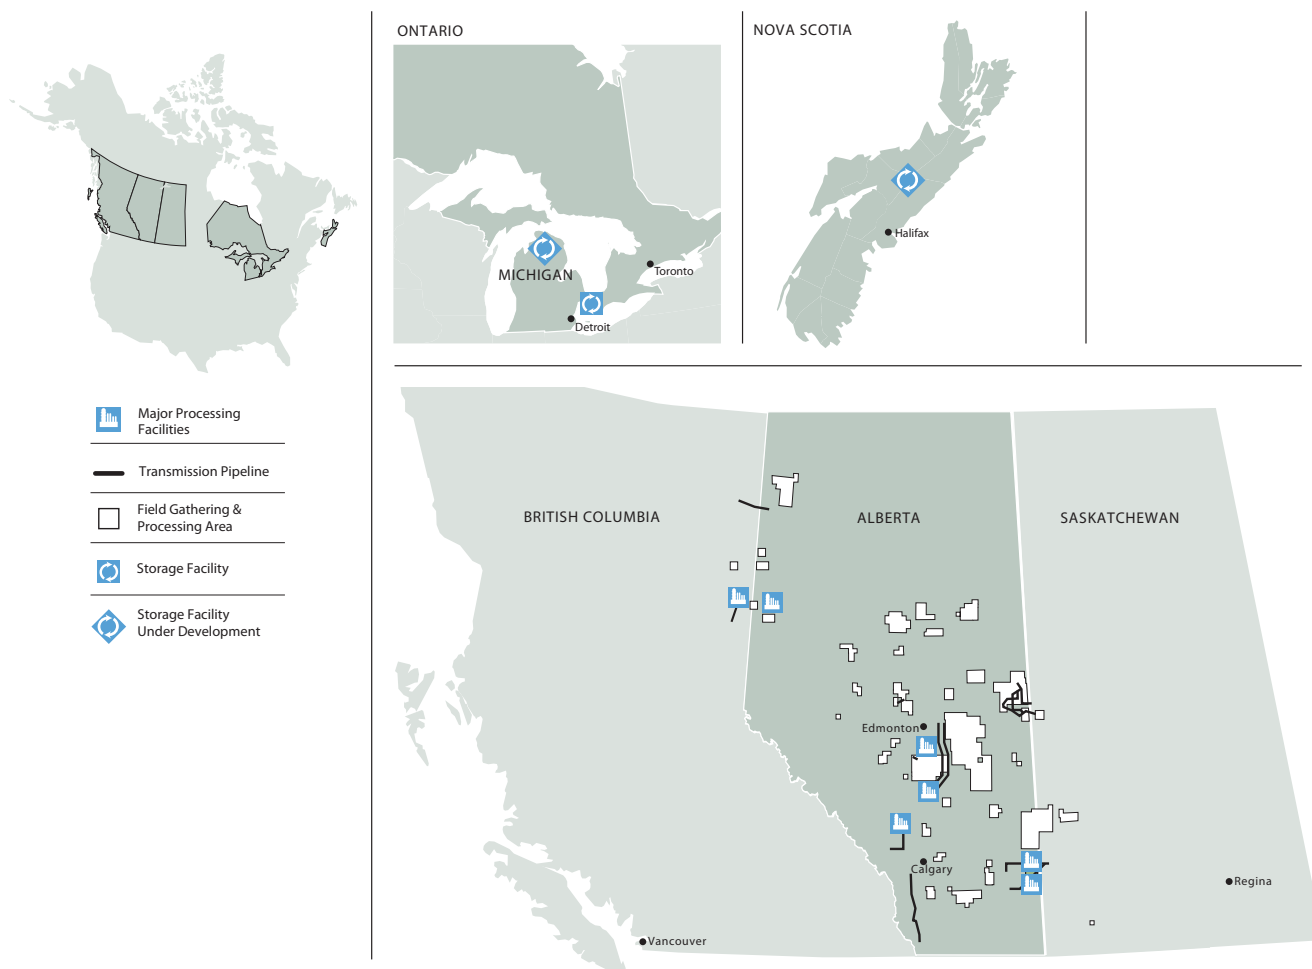 ONTARIO
NOVA SCOTIA
Halifax
Toronto
MICHIGAN
Detroit
Major Processing
Facilities
Transmission Pipeline
Field Gathering &
Processing Area
Storage Facility
Storage Facility
Under Development
BRITISH COLUMBIA
ALBERTA
SASKATCHEWAN
Edmonton
Calgary
Regina
Vancouver